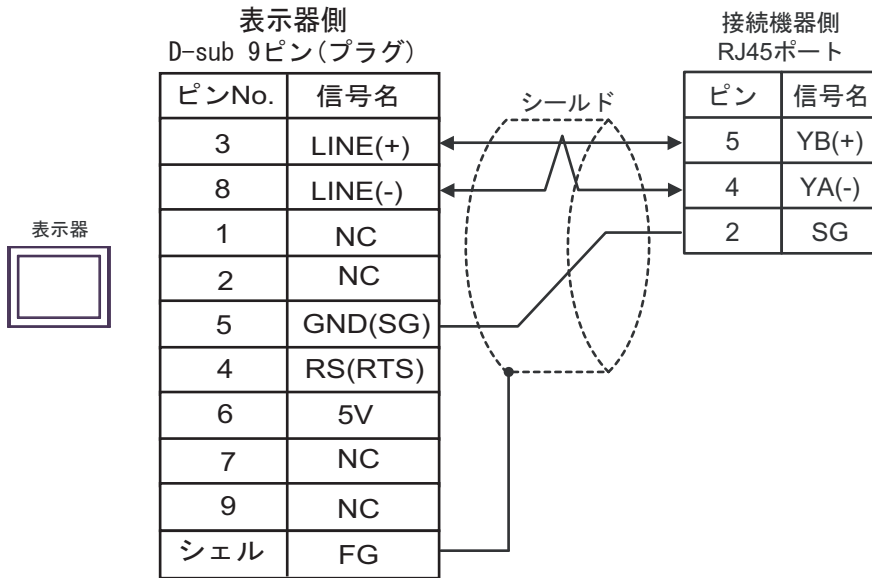 表示器側
D-sub 9ピン(プラグ)
ピンNo. 信号名
3 LINE(+)
8 LINE(-)
1 NC
2 NC
5 GND(SG)
4 RS(RTS)
6 5V
7 NC
9 NC
シェル FG
表示器
シールド
接続機器側
RJ45ポート
ピン 信号名
5 YB(+)
4 YA(-)
2 SG